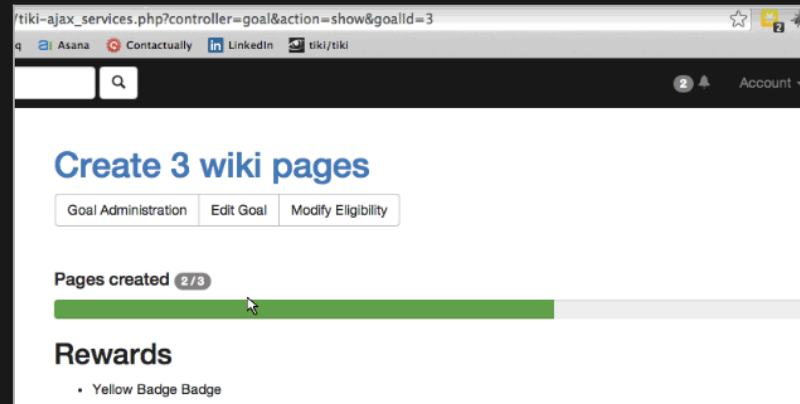 /tiki-ajax_services.php?controller=goal&action=show&goalId=3
q Asana Contactually LinkedIn tiki/tiki
2 Account
Create 3 wiki pages
Goal Administration Edit Goal Modify Eligibility
Pages created 2/3
Rewards
Yellow Badge Badge